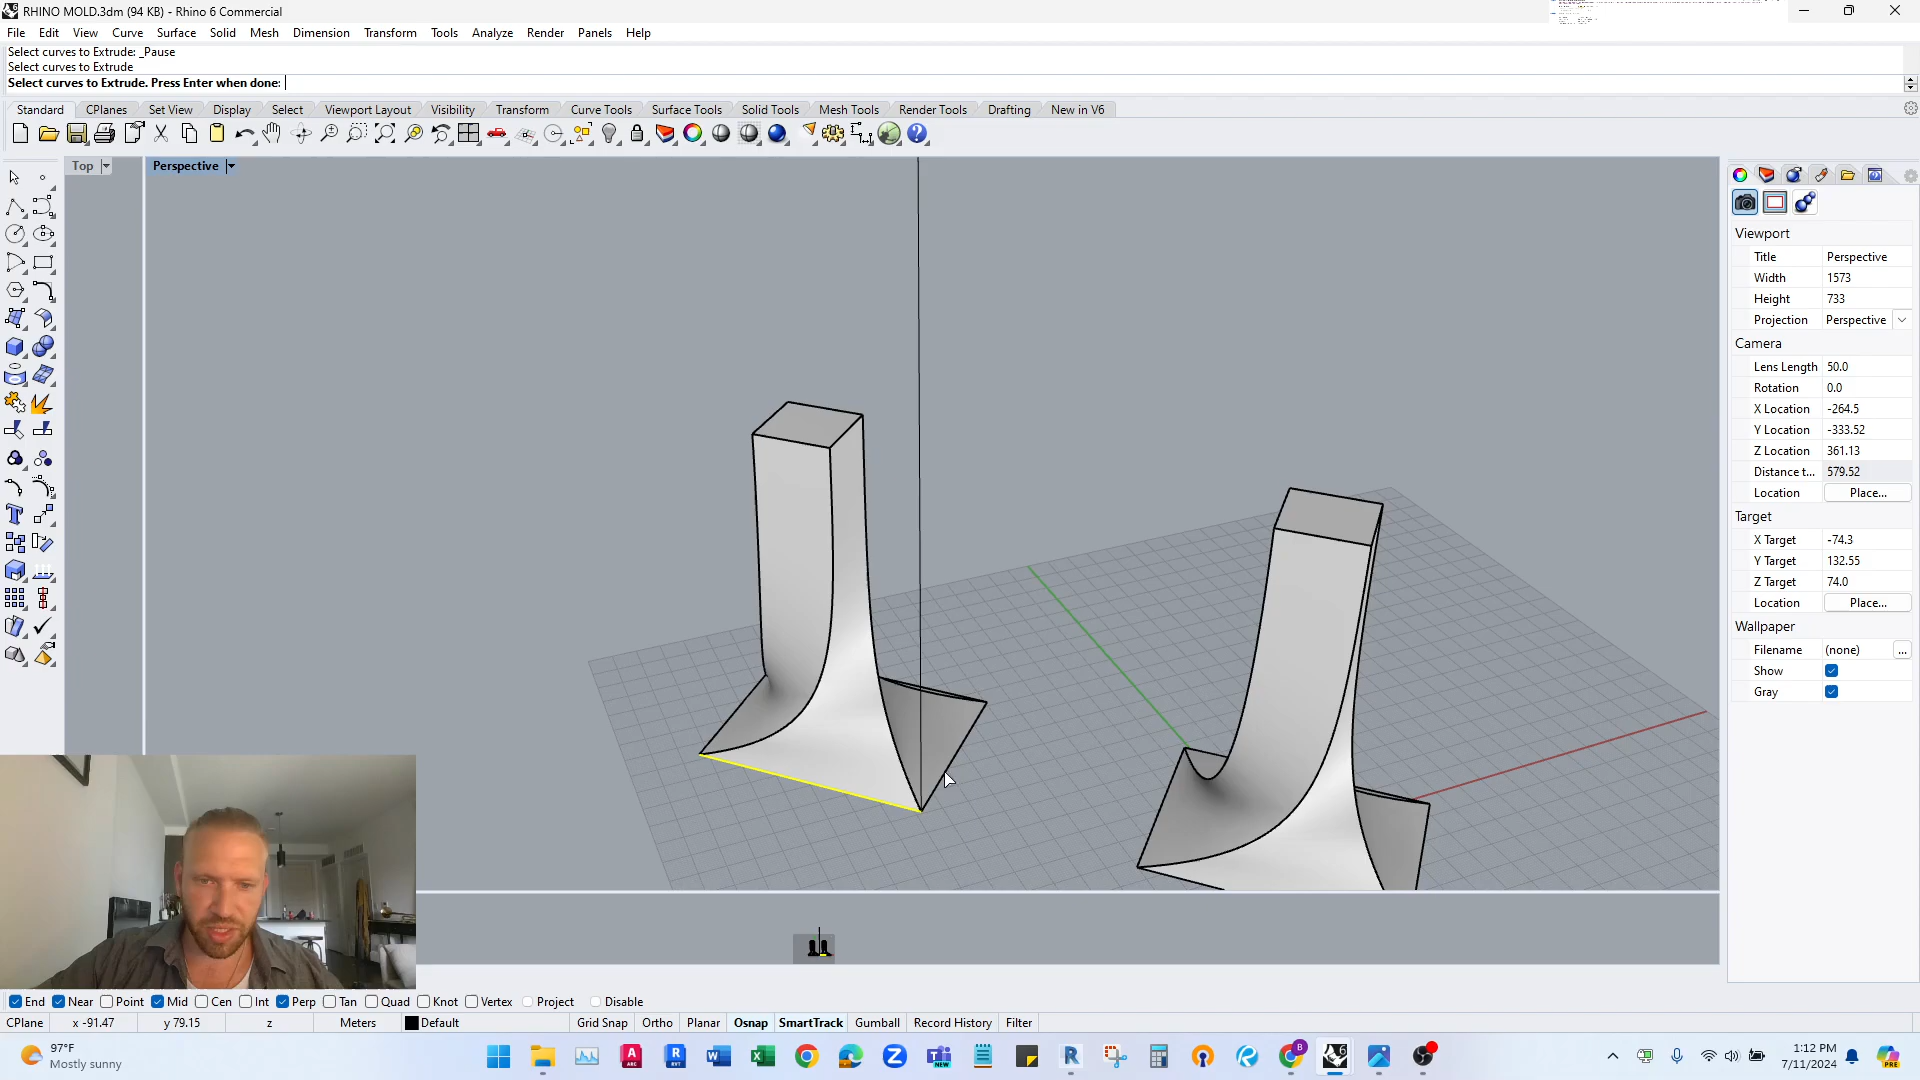 RHINO MOLD.3dm (94 KB) - Rhino 6 Commercial
File Edit View Curve Surface Solid Mesh Dimension Transform Tools Analyze Render Panels Help
Select curves to Extrude: _Pause
Select curves to Extrude
Select curves to Extrude. Press Enter when done:
Standard CPlanes Set View Display Select Viewport Layout Visibility Transform Curve Tools Surface Tools Solid Tools Mesh Tools Render Tools Drafting New in V6
Top Perspective
Viewport
Title Perspective
Width 1573
Height 733
Projection Perspective
Camera
Lens Length 50.0
Rotation 0.0
X Location -264.5
Y Location -333.52
Z Location 361.13
Distance t... 579.52
Location Place...
Target
X Target -74.3
Y Target 132.55
Z Target 74.0
Location Place...
Wallpaper
Filename (none) ...
Show
Gray
End Near Point Mid Cen Int Perp Tan Quad Knot Vertex Project Disable
CPlane x -91.47 y 79.15 z Meters Default Grid Snap Ortho Planar Osnap SmartTrack Gumball Record History Filter
97°F
Mostly sunny
1:12 PM
7/11/2024